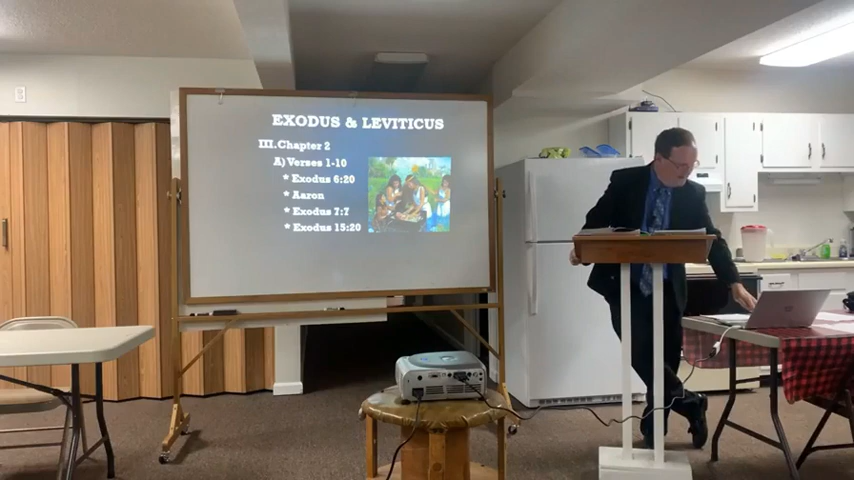 EXODUS & LEVITICUS
III. Chapter 2
A) Verses 1-10
* Exodus 6:20
* Aaron
* Exodus 7:7
* Exodus 15:20